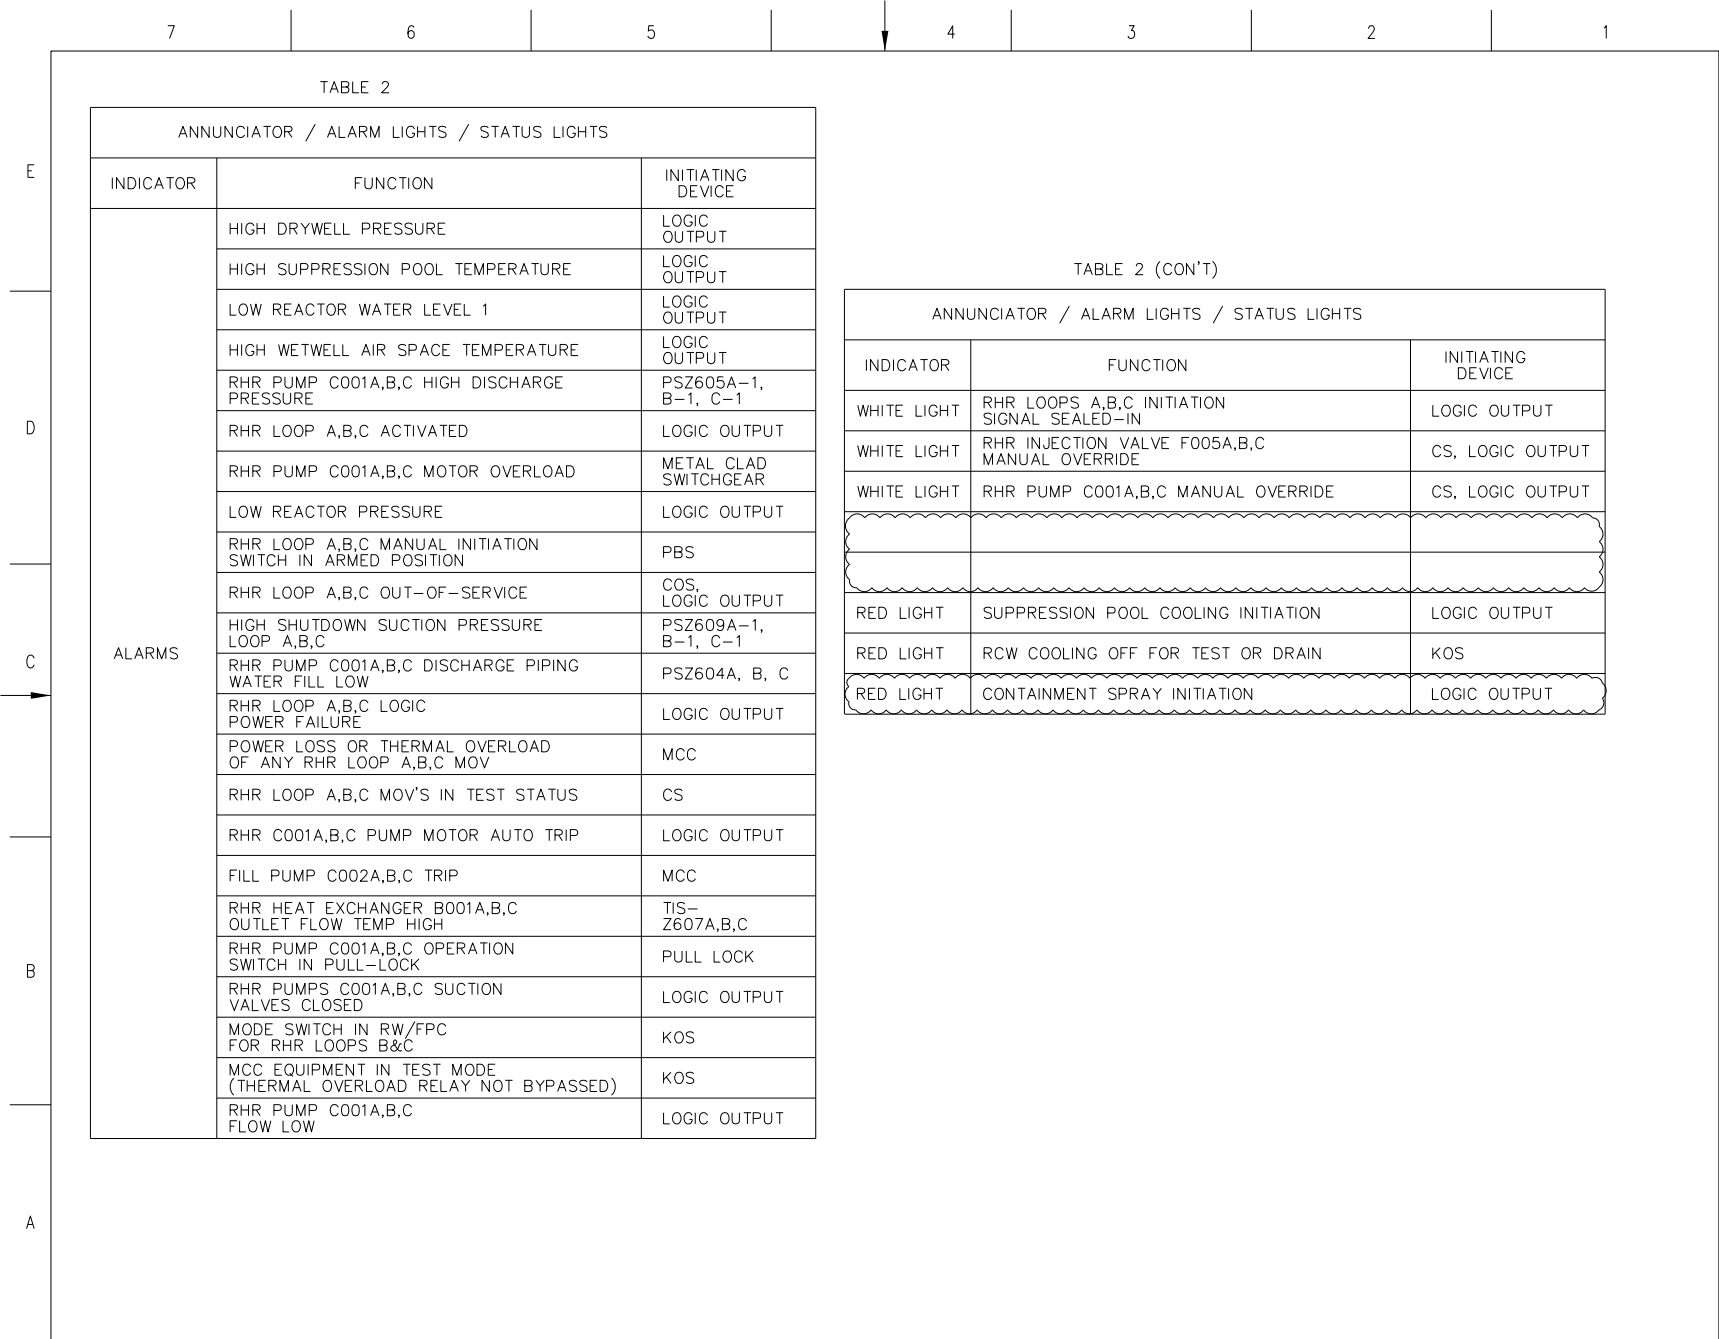 7 6 5 4 3 2 1
TABLE 2
ANNUNCIATOR / ALARM LIGHTS / STATUS LIGHTS
INDICATOR FUNCTION INITIATING
DEVICE
ALARMS
HIGH DRYWELL PRESSURE LOGIC
OUTPUT
HIGH SUPPRESSION POOL TEMPERATURE LOGIC
OUTPUT
LOW REACTOR WATER LEVEL 1 LOGIC
OUTPUT
HIGH WETWELL AIR SPACE TEMPERATURE LOGIC
OUTPUT
RHR PUMP C001A,B,C HIGH DISCHARGE PSZ605A-1,
PRESSURE B-1, C-1
RHR LOOP A,B,C ACTIVATED LOGIC OUTPUT
RHR PUMP C001A,B,C MOTOR OVERLOAD METAL CLAD
SWITCHGEAR
LOW REACTOR PRESSURE LOGIC OUTPUT
RHR LOOP A,B,C MANUAL INITIATION
SWITCH IN ARMED POSITION PBS
RHR LOOP A,B,C OUT-OF-SERVICE COS,
LOGIC OUTPUT
HIGH SHUTDOWN SUCTION PRESSURE PSZ609A-1,
LOOP A,B,C B-1, C-1
RHR PUMP C001A,B,C DISCHARGE PIPING
WATER FILL LOW PSZ604A, B, C
RHR LOOP A,B,C LOGIC
POWER FAILURE LOGIC OUTPUT
POWER LOSS OR THERMAL OVERLOAD
OF ANY RHR LOOP A,B,C MOV MCC
RHR LOOP A,B,C MOV'S IN TEST STATUS CS
RHR C001A,B,C PUMP MOTOR AUTO TRIP LOGIC OUTPUT
FILL PUMP C002A,B,C TRIP MCC
RHR HEAT EXCHANGER B001A,B,C TIS-
OUTLET FLOW TEMP HIGH Z607A,B,C
RHR PUMP C001A,B,C OPERATION
SWITCH IN PULL-LOCK PULL LOCK
RHR PUMPS C001A,B,C SUCTION
VALVES CLOSED LOGIC OUTPUT
MODE SWITCH IN RW/FPC
FOR RHR LOOPS B&C KOS
MCC EQUIPMENT IN TEST MODE
(THERMAL OVERLOAD RELAY NOT BYPASSED) KOS
RHR PUMP C001A,B,C
FLOW LOW LOGIC OUTPUT
TABLE 2 (CON'T)
ANNUNCIATOR / ALARM LIGHTS / STATUS LIGHTS
INDICATOR FUNCTION INITIATING
DEVICE
WHITE LIGHT RHR LOOPS A,B,C INITIATION
SIGNAL SEALED-IN LOGIC OUTPUT
WHITE LIGHT RHR INJECTION VALVE F005A,B,C
MANUAL OVERRIDE CS, LOGIC OUTPUT
WHITE LIGHT RHR PUMP C001A,B,C MANUAL OVERRIDE CS, LOGIC OUTPUT
RED LIGHT SUPPRESSION POOL COOLING INITIATION LOGIC OUTPUT
RED LIGHT RCW COOLING OFF FOR TEST OR DRAIN KOS
RED LIGHT CONTAINMENT SPRAY INITIATION LOGIC OUTPUT
E
D
C
B
A